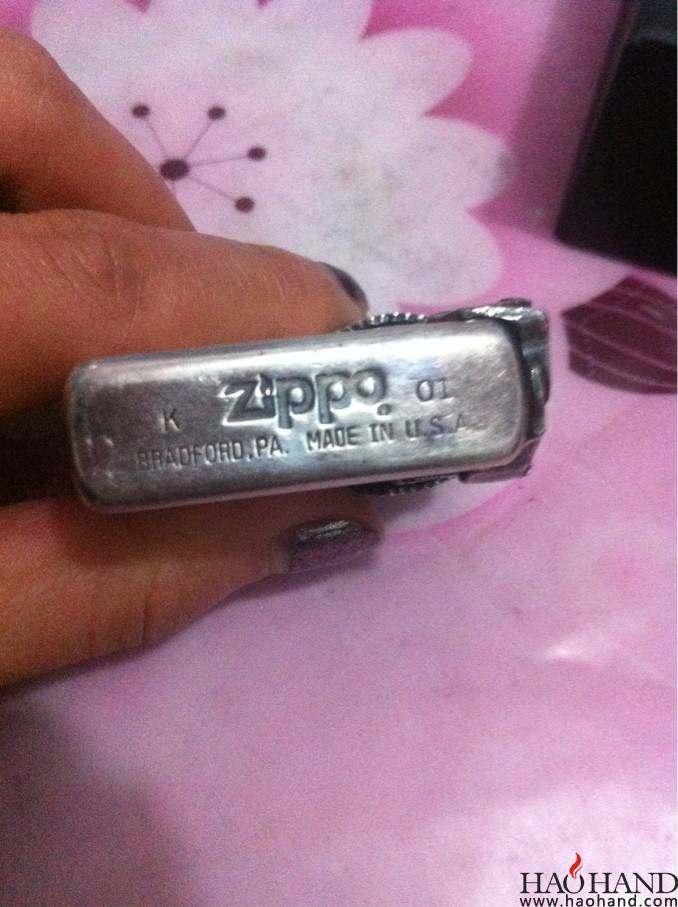 K zippo 01
BRADFORD, PA. MADE IN U.S.A.
HAOHAND
www.haohand.com